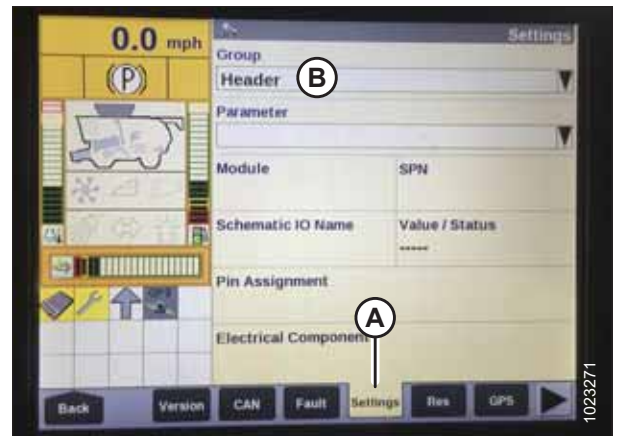 0.0 mph
Settings
(P)
Group
Header
B
Parameter
Module
SPN
Schematic IO Name
Value / Status
-----
Pin Assignment
A
Electrical Component
Back
Version
CAN
Fault
Settings
Res
GPS
1023271